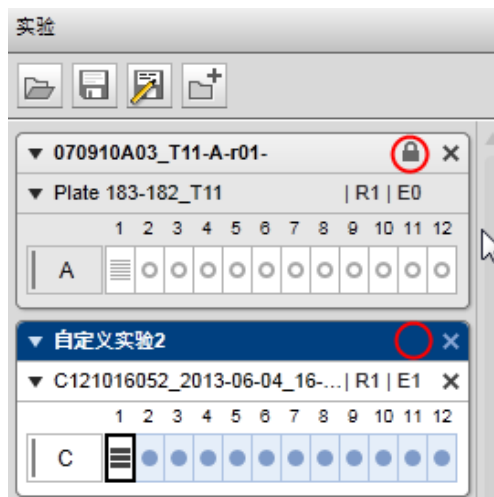 实验
070910A03_T11-A-r01-
Plate 183-182_T11 | R1 | E0
1 2 3 4 5 6 7 8 9 10 11 12
A
自定义实验2
C121016052_2013-06-04_16-...| R1 | E1
1 2 3 4 5 6 7 8 9 10 11 12
C